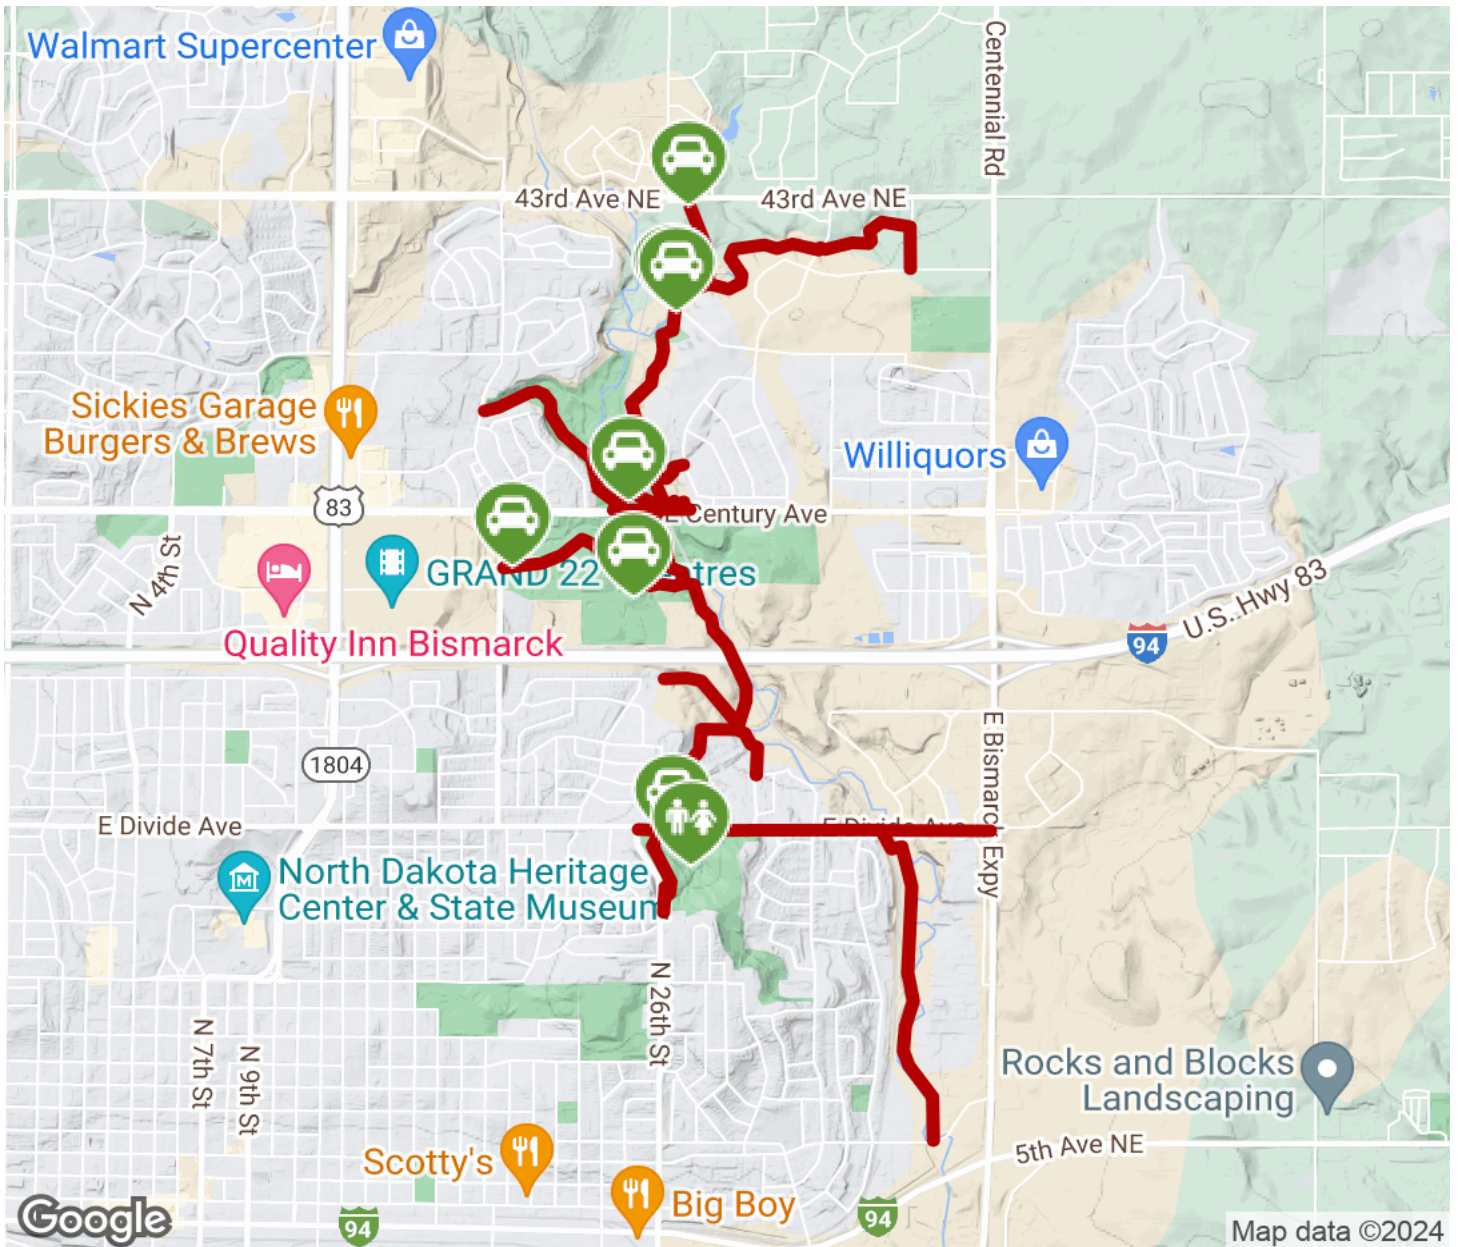 Walmart Supercenter
Centennial Rd
43rd Ave NE
43rd Ave NE
Sickies Garage
Burgers & Brews
Williquors
83
E Century Ave
N 4th St
GRAND 22
tres
U.S. Hwy 83
Quality Inn Bismarck
94
E Bismarck Expy
1804
E Divide Ave
E Divide Ave
North Dakota Heritage
Center & State Museum
N 26th St
N 7th St
N 9th St
Rocks and Blocks
Landscaping
5th Ave NE
Scotty's
Big Boy
94
94
Google
Map data ©2024